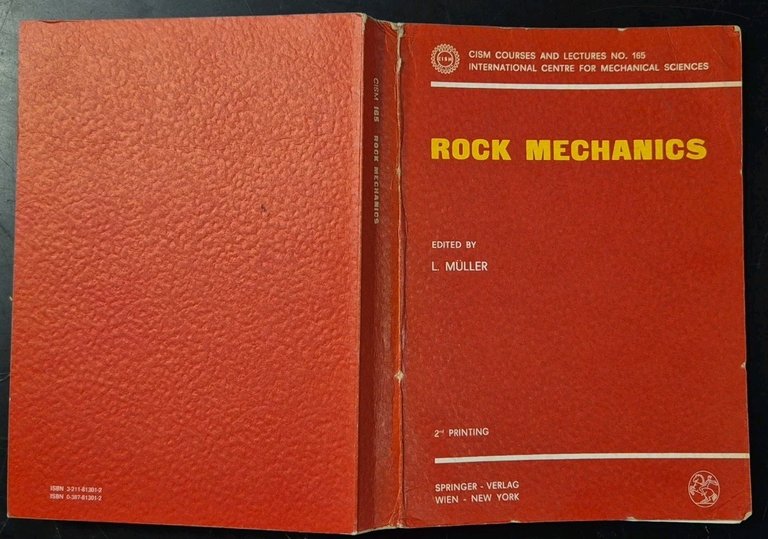 CISM COURSES AND LECTURES NO. 165
INTERNATIONAL CENTRE FOR MECHANICAL SCIENCES
CISM
ROCK MECHANICS
EDITED BY
L. MÜLLER
2nd PRINTING
SPRINGER - VERLAG
WIEN - NEW YORK
CISM 165 ROCK MECHANICS
ISBN 3-211-81301-2
ISBN 0-387-81301-2